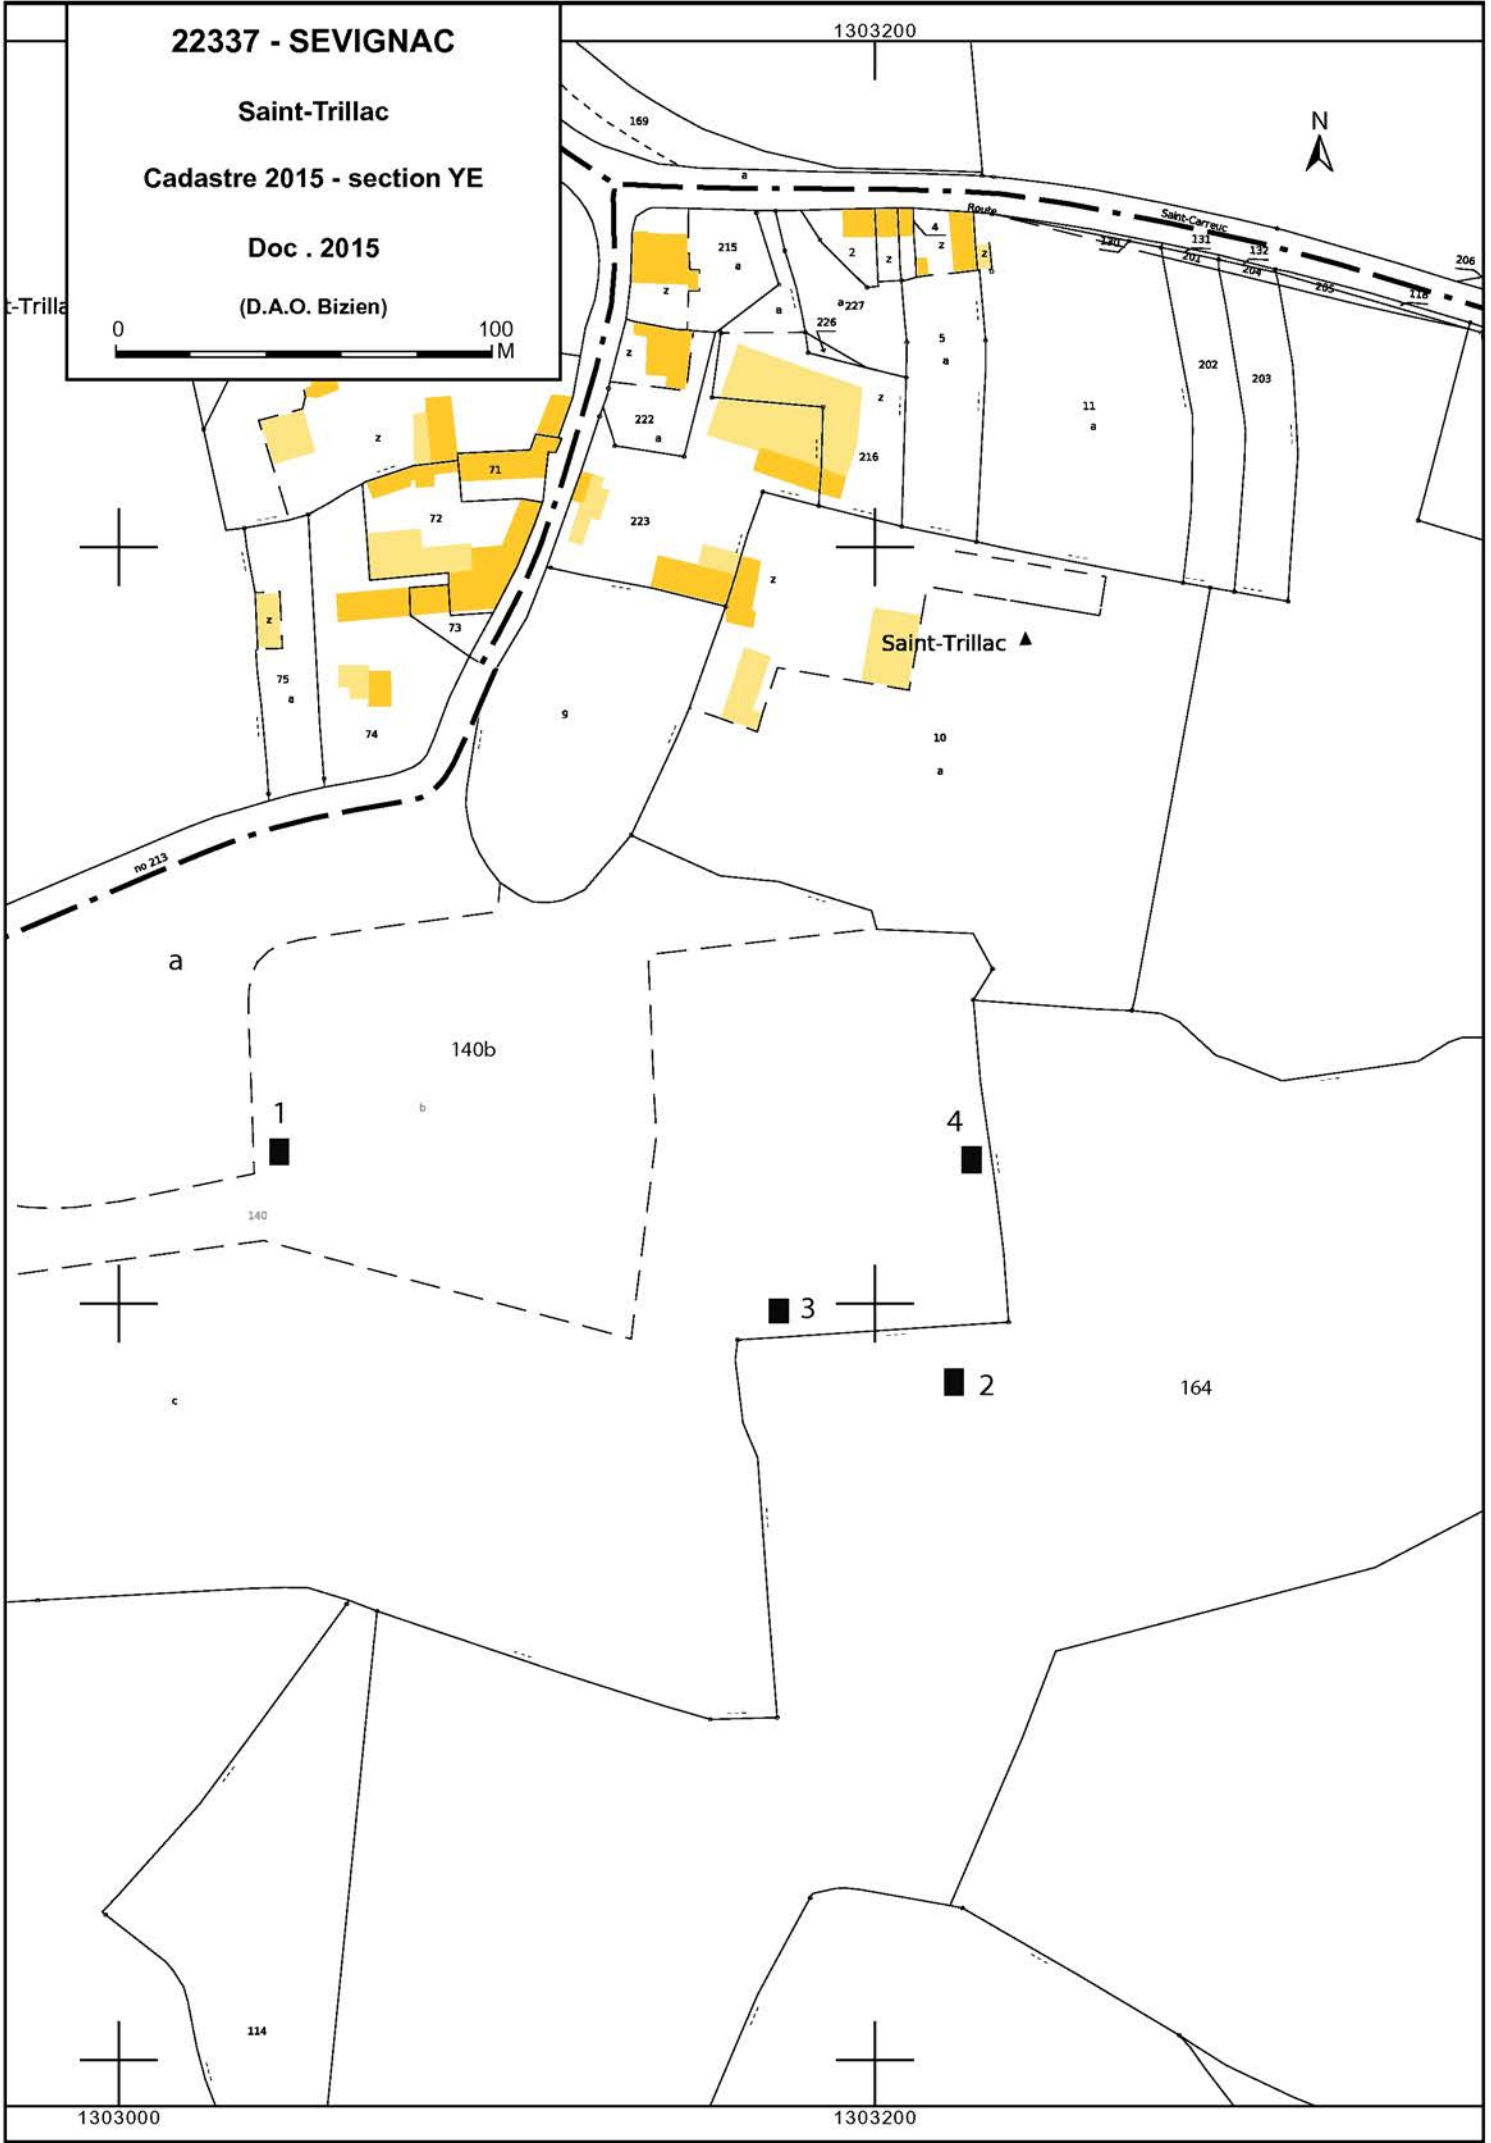 22337 - SEVIGNAC
Saint-Trillac
Cadastre 2015 - section YE
Doc . 2015
(D.A.O. Bizien)
0 100
M
1303200
N
169
a
Route
Saint-Carreuc
t-Trilla
215
a
z
2
z
4
z
z
130
131
201
132
204
205
118
206
a
a
227
226
5
a
z
222
a
z
216
202
203
11
a
z
71
72
223
z
z
73
Saint-Trillac
75
a
74
9
10
a
no 213
a
140b
b
1
4
140
3
2
164
c
114
1303000
1303200